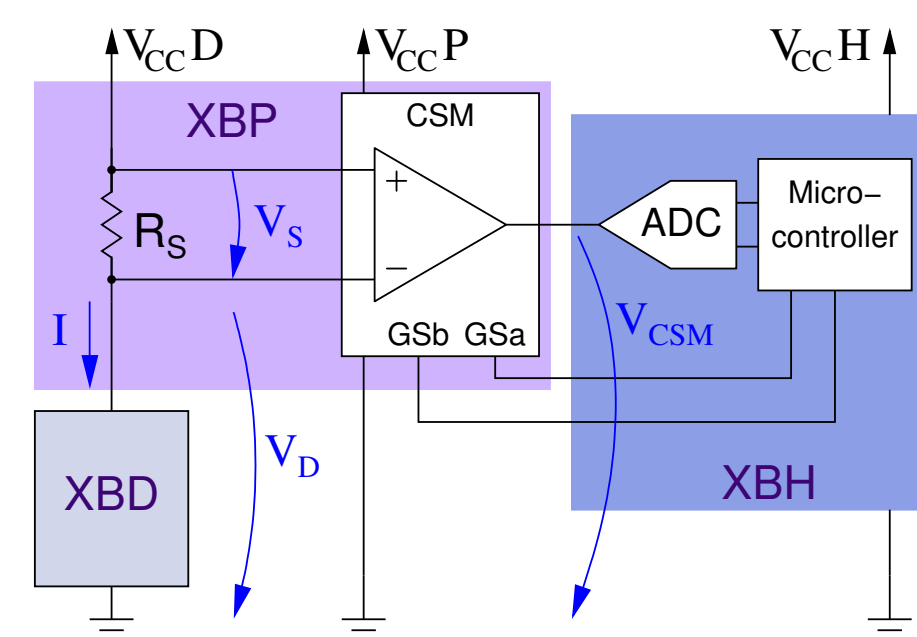 VCCD
VCCP
VCCH
XBP
CSM
+
−
RS
VS
I
GSb GSa
VD
XBD
ADC
Micro−
controller
VCSM
XBH